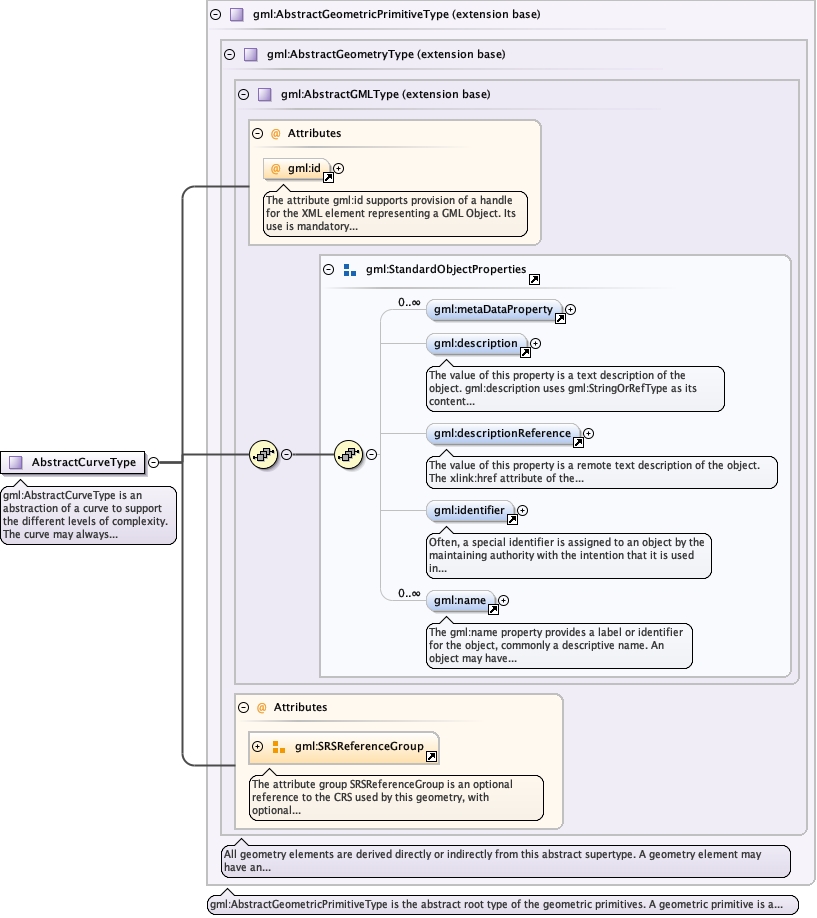 gml:AbstractGeometricPrimitiveType (extension base)
gml:AbstractGeometryType (extension base)
gml:AbstractGMLType (extension base)
@ Attributes
@ gml:id
The attribute gml:id supports provision of a handle
for the XML element representing a GML Object. Its
use is mandatory...
gml:StandardObjectProperties
0..∞
gml:metaDataProperty
gml:description
The value of this property is a text description of the
object. gml:description uses gml:StringOrRefType as its
content...
gml:descriptionReference
The value of this property is a remote text description of the object.
The xlink:href attribute of the...
gml:identifier
Often, a special identifier is assigned to an object by the
maintaining authority with the intention that it is used
in...
0..∞
gml:name
The gml:name property provides a label or identifier
for the object, commonly a descriptive name. An
object may have...
AbstractCurveType
gml:AbstractCurveType is an
abstraction of a curve to support
the different levels of complexity.
The curve may always...
@ Attributes
gml:SRSReferenceGroup
The attribute group SRSReferenceGroup is an optional
reference to the CRS used by this geometry, with
optional...
All geometry elements are derived directly or indirectly from this abstract supertype. A geometry element may
have an...
gml:AbstractGeometricPrimitiveType is the abstract root type of the geometric primitives. A geometric primitive is a...